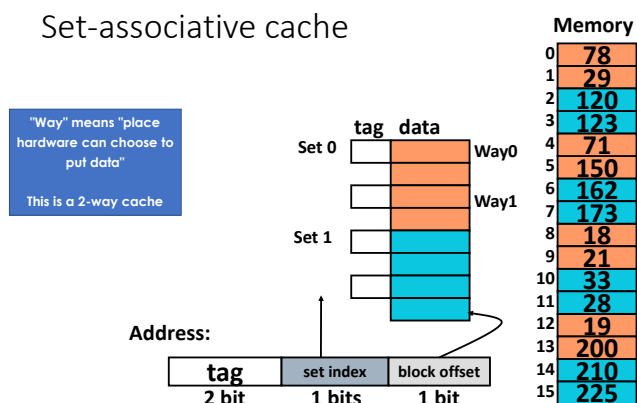 Set-associative cache
Memory
"Way" means "place
hardware can choose to
put data"
This is a 2-way cache
tag data
Set 0
Way0
Way1
Set 1
0 78
1 29
2 120
3 123
4 71
5 150
6 162
7 173
8 18
9 21
10 33
11 28
12 19
13 200
14 210
15 225
Address:
tag set index block offset
2 bit 1 bits 1 bit